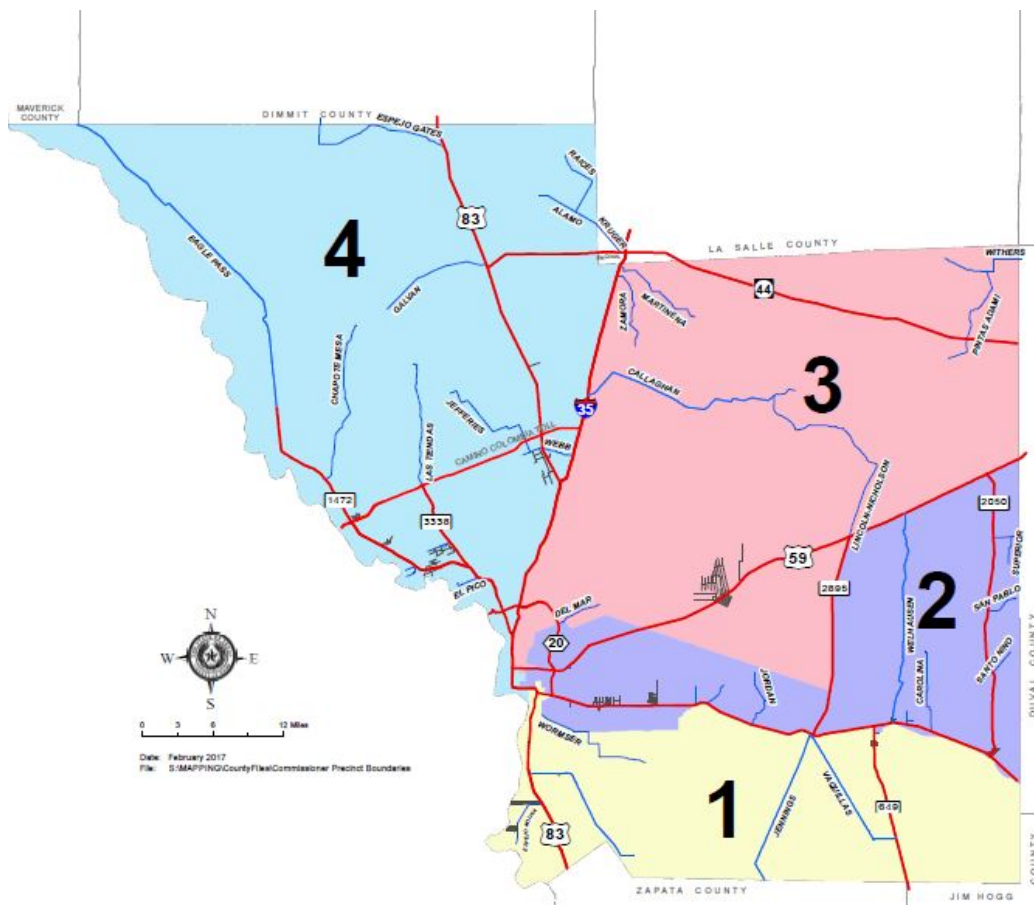 MAVERICK
COUNTY
DIMMIT COUNTY
ESPEJO GATES
RAICES
ALAMO
KRUGER
83
4
EAGLE PASS
GALVAN
LA SALLE COUNTY
WITHERS
44
ZAMORA
MARTINENA
PINTAS ADAMI
CHAPOTE MESA
3
CALLAGHAN
35
JEFFERIES
LAS TIENDAS
CAMINO COLOMBIA TOLL
WEBB
LINCOLN-NICHOLSON
1472
3338
2050
SUPERIOR
59
EL PICO
2895
2
WELHAUSEN
SAN PABLO
DEL MAR
20
SANTO NINO
DUVAL COUNTY
CAROLINA
JORDAN
N
W
E
S
0 3 6 12 Miles
WORMSER
Date: February 2017
File: S:\MAPPING\CountyFiles\Commissioner Precinct Boundaries
1
VAQUILLAS
JENNINGS
649
83
ZAPATA COUNTY
COUNTY
JIM HOGG